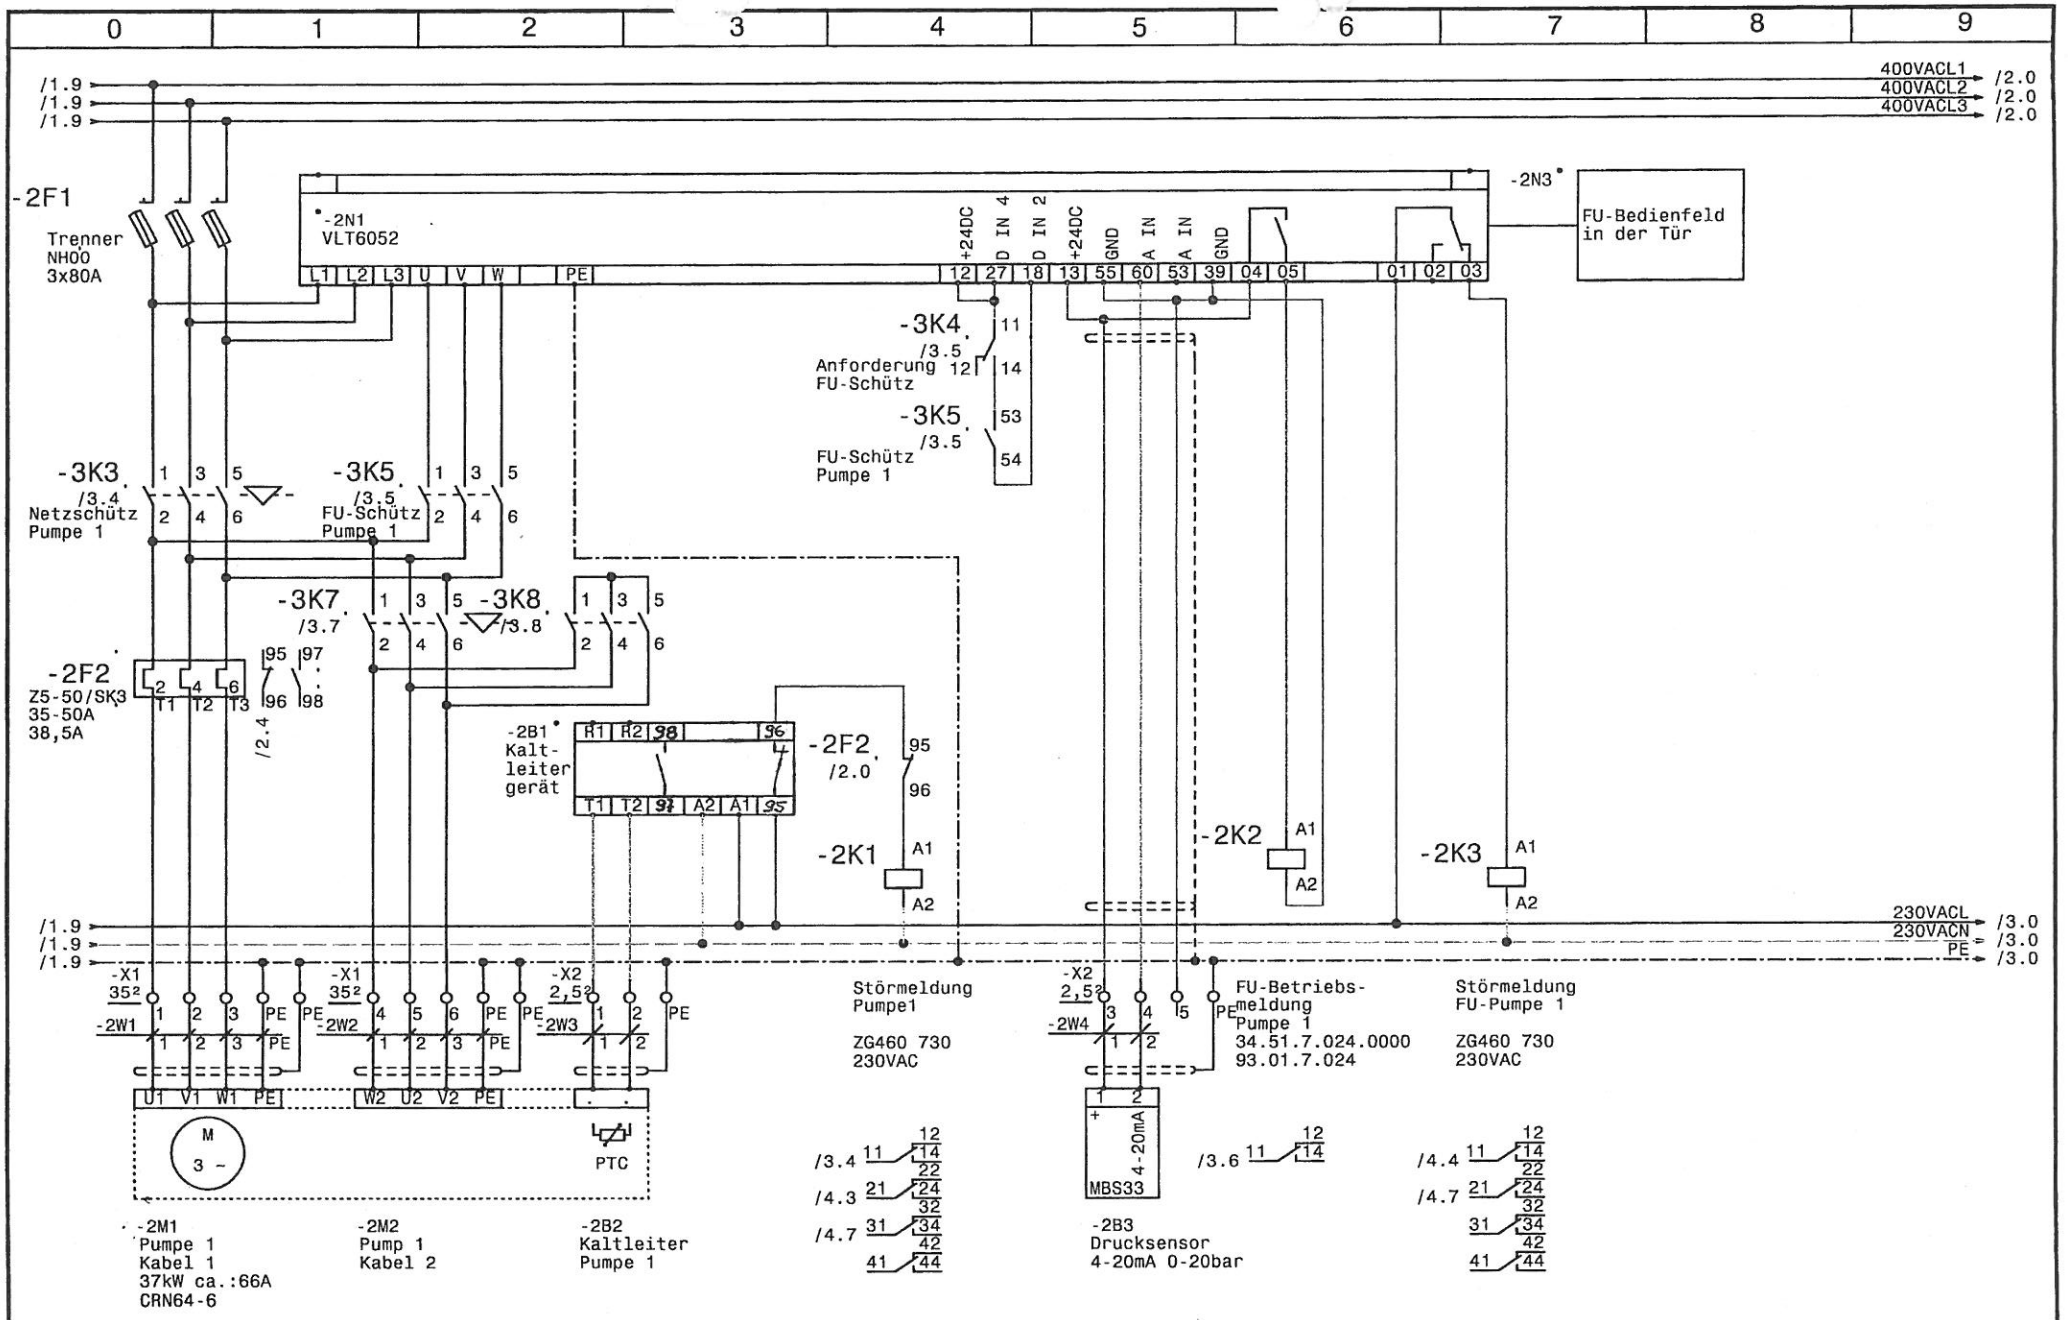 0 1 2 3 4 5 6 7 8 9
/1.9 400VACL1 /2.0
/1.9 400VACL2 /2.0
/1.9 400VACL3 /2.0
-2F1
Trenner
NH00
3x80A
-2N1
VLT6052
L1 L2 L3 U V W PE
+24DC D IN 4 D IN 2 +24DC GND A IN A IN GND
12 27 18 13 55 60 53 39 04 05 01 02 03
-2N3
FU-Bedienfeld
in der Tür
-3K4 11
/3.5
Anforderung 12 14
FU-Schütz
-3K5 53
/3.5
FU-Schütz 54
Pumpe 1
-3K3 1 3 5
/3.4
Netzschütz 2 4 6
Pumpe 1
-3K5 1 3 5
/3.5
FU-Schütz 2 4 6
Pumpe 1
-3K7 1 3 5
/3.7 2 4 6
-3K8 1 3 5
/3.8 2 4 6
-2F2 2 4 6 95 97
Z5-50/SK3 T1 T2 T3 96 98
35-50A
38,5A
/2.4
-2B1 R1 R2 98 96
Kalt-
leiter
gerät
T1 T2 97 A2 A1 95
-2F2 95
/2.0
96
-2K1 A1
A2
-2K2 A1
A2
-2K3 A1
A2
/1.9 230VACL /3.0
/1.9 230VACN /3.0
/1.9 PE /3.0
-X1
35²
1 2 3 PE PE
-2W1
1 2 3 PE
-X1
35²
4 5 6 PE PE
-2W2
1 2 3 PE
-X2
2,5²
1 2 PE
-2W3
1 2
Störmeldung
Pumpe1
ZG460 730
230VAC
-X2
2,5²
3 4 5 PE
-2W4
1 2
FU-Betriebs-
meldung
Pumpe 1
34.51.7.024.0000
93.01.7.024
Störmeldung
FU-Pumpe 1
ZG460 730
230VAC
U1 V1 W1 PE
W2 U2 V2 PE
M
3 ~
PTC
1 2
+
4-20mA
MBS33
-2M1
Pumpe 1
Kabel 1
37kW ca.:66A
CRN64-6
-2M2
Pump 1
Kabel 2
-2B2
Kaltleiter
Pumpe 1
12
/3.4 11 14
22
/4.3 21 24
32
/4.7 31 34
42
41 44
-2B3
Drucksensor
4-20mA 0-20bar
12
/3.6 11 14
12
/4.4 11 14
22
/4.7 21 24
32
31 34
42
41 44